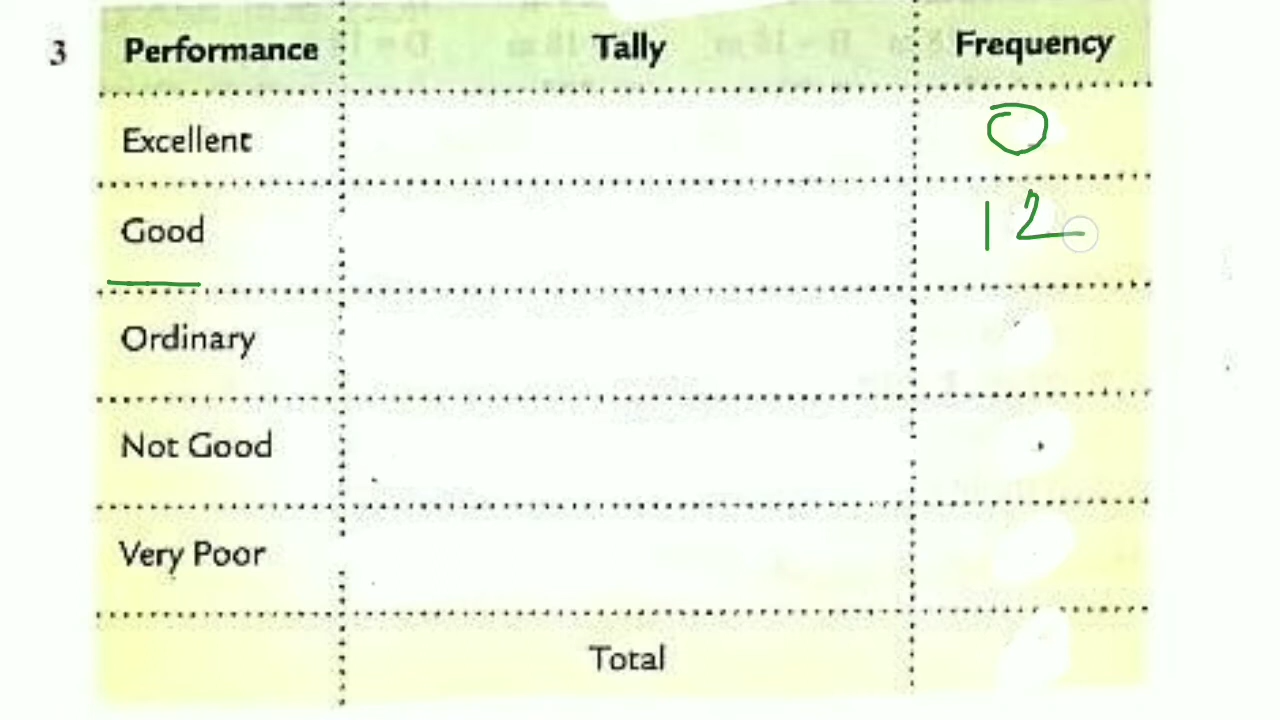 3 Performance Tally Frequency
Excellent 0
Good 12
Ordinary
Not Good
Very Poor
Total